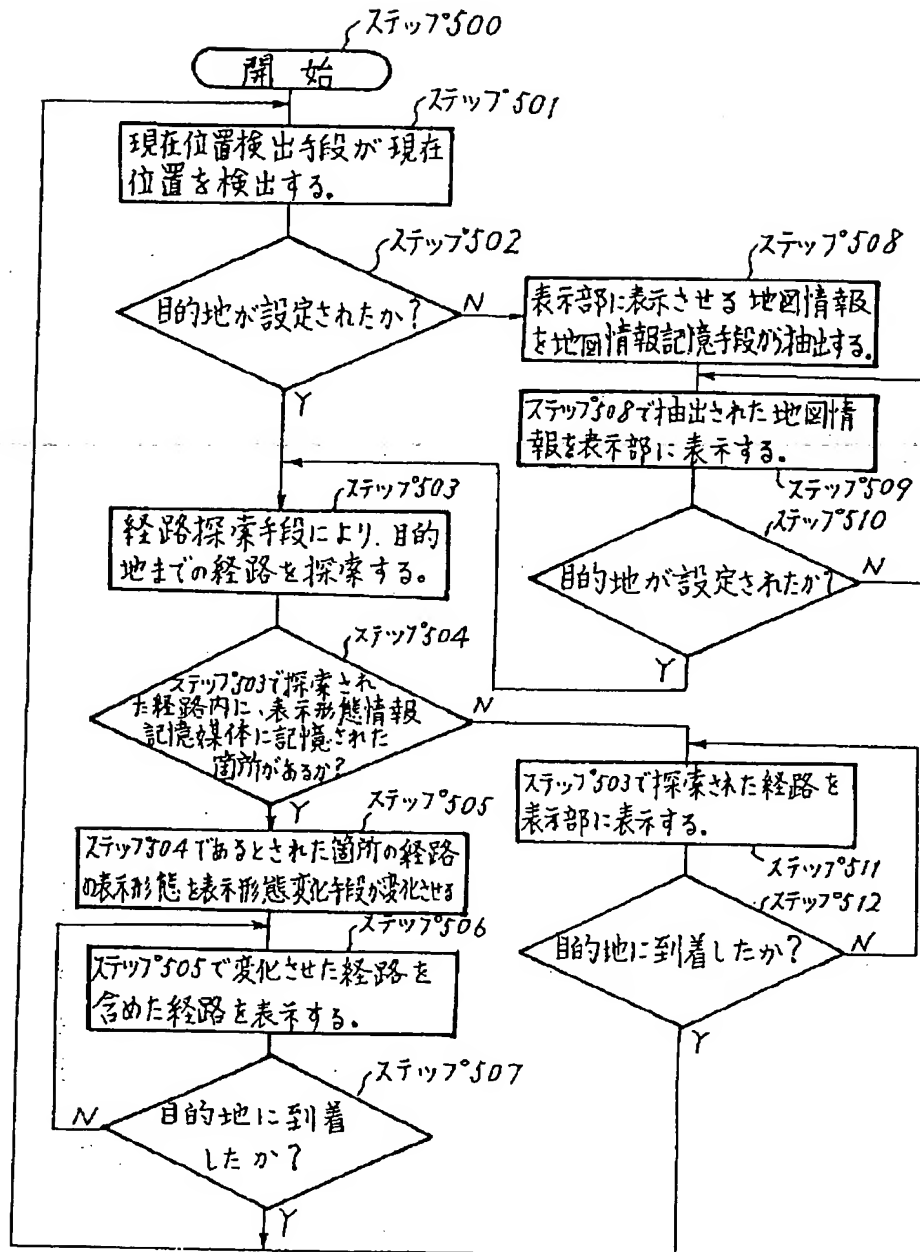 ステップ500
開始
ステップ501
現在位置検出手段が現在
位置を検出する。
ステップ502
目的地が設定されたか?
N
Y
ステップ508
表示部に表示させる地図情報
を地図情報記憶手段から抽出する。
ステップ508で抽出された地図情
報を表示部に表示する。
ステップ509
ステップ510
目的地が設定されたか?
N
Y
ステップ503
経路探索手段により、目的
地までの経路を探索する。
ステップ504
ステップ503で探索され
た経路内に、表示形態情報
記憶媒体に記憶された
箇所があるか?
N
Y
ステップ505
ステップ504であるとされた箇所の経路
の表示形態を表示形態変化手段が変化させる
ステップ506
ステップ505で変化させた経路を
含めた経路を表示する。
ステップ507
目的地に到着
したか?
N
Y
ステップ503で探索された経路を
表示部に表示する。
ステップ511
ステップ512
目的地に到着したか?
N
Y